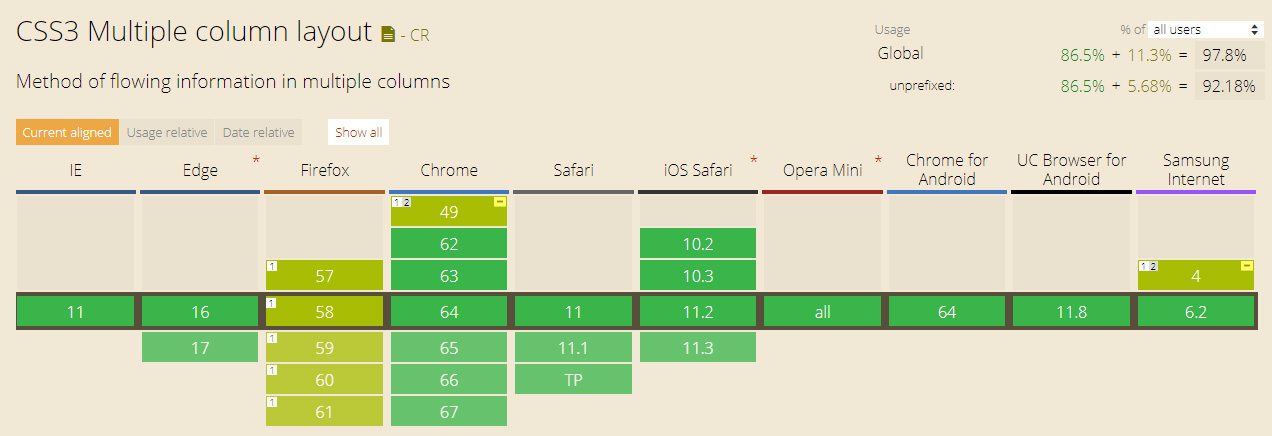 CSS3 Multiple column layout - CR
Usage % of all users
Global 86.5% + 11.3% = 97.8%
Method of flowing information in multiple columns
unprefixed: 86.5% + 5.68% = 92.18%
Current aligned Usage relative Date relative Show all
IE Edge * Firefox Chrome Safari iOS Safari * Opera Mini * Chrome for Android UC Browser for Android Samsung Internet
1 2 49 −
62 10.2
1 57 63 10.3 1 2 4 −
11 16 1 58 64 11 11.2 all 64 11.8 6.2
17 1 59 65 11.1 11.3
1 60 66 TP
1 61 67